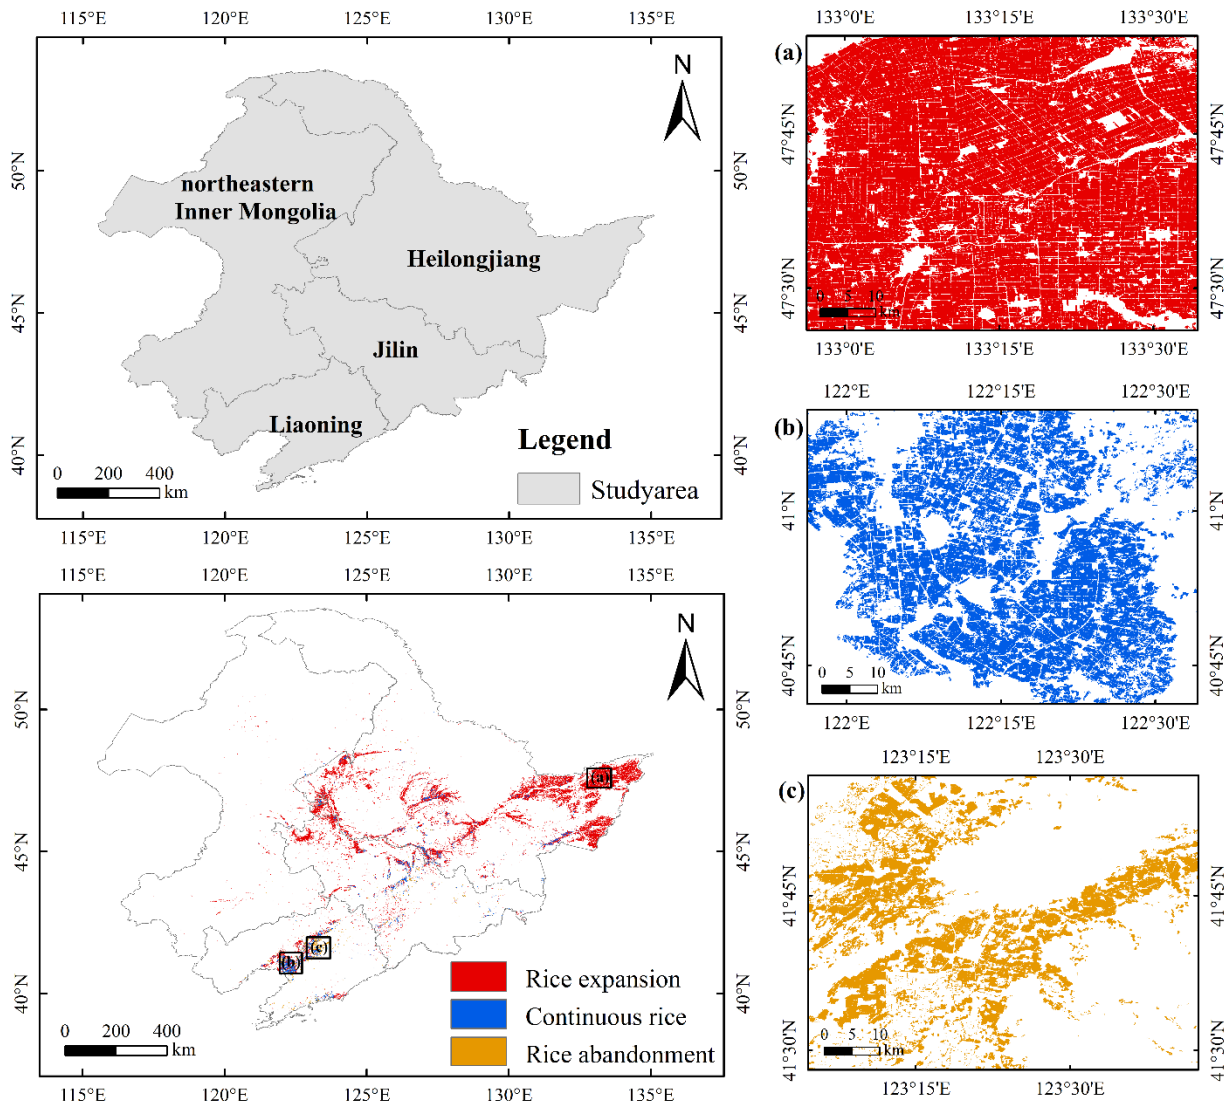 115°E 120°E 125°E 130°E 135°E
50°N
45°N
40°N
N
northeastern
Inner Mongolia
Heilongjiang
Jilin
Liaoning
Legend
Studyarea
0 200 400
km
50°N
45°N
40°N
115°E 120°E 125°E 130°E 135°E
115°E 120°E 125°E 130°E 135°E
50°N
45°N
40°N
N
(a)
(b)
(c)
Rice expansion
Continuous rice
Rice abandonment
0 200 400
km
50°N
45°N
40°N
115°E 120°E 125°E 130°E 135°E
133°0'E 133°15'E 133°30'E
(a)
47°45'N
47°30'N
0 5 10
km
47°45'N
47°30'N
133°0'E 133°15'E 133°30'E
122°E 122°15'E 122°30'E
(b)
41°N
40°45'N
0 5 10
km
41°N
40°45'N
122°E 122°15'E 122°30'E
123°15'E 123°30'E
(c)
41°45'N
41°30'N
0 5 10
km
41°45'N
41°30'N
123°15'E 123°30'E